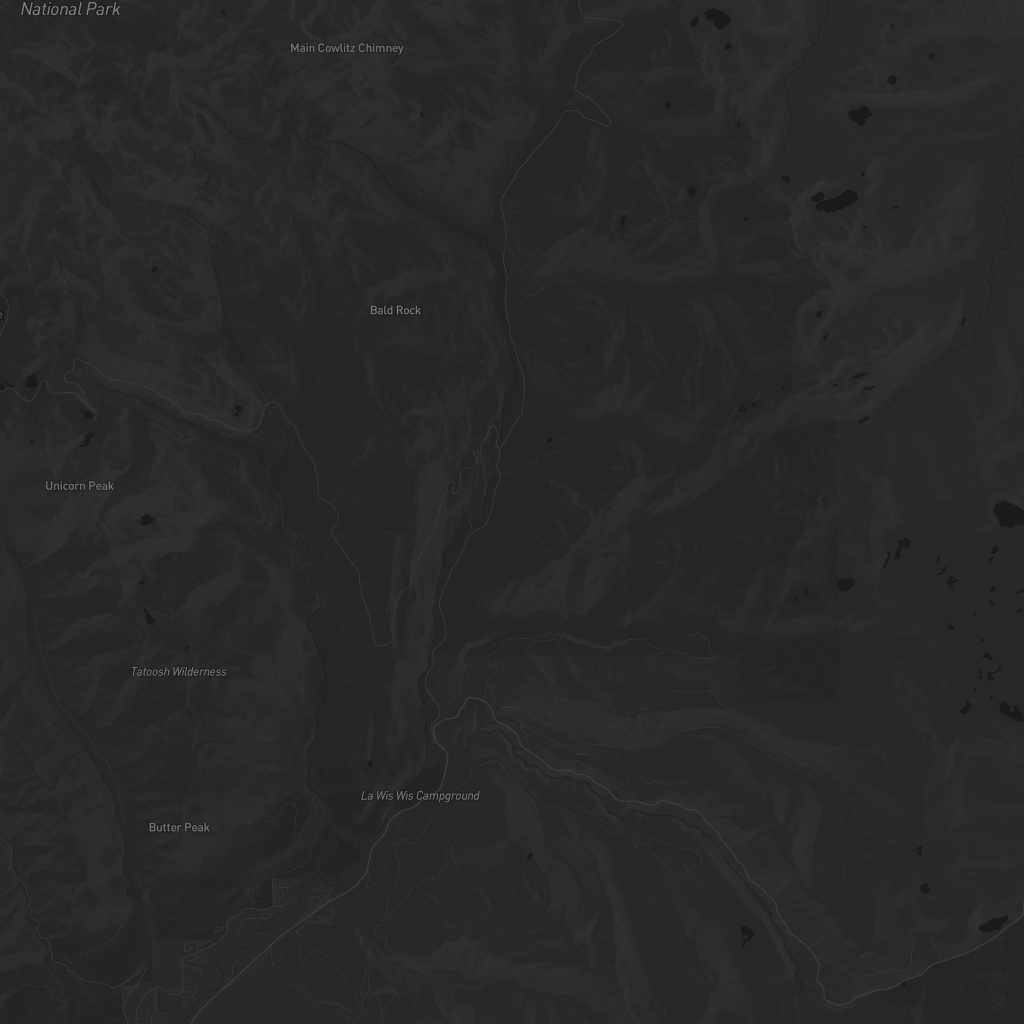 National Park
Main Cowlitz Chimney
Bald Rock
e
Unicorn Peak
Tatoosh Wilderness
La Wis Wis Campground
Butter Peak